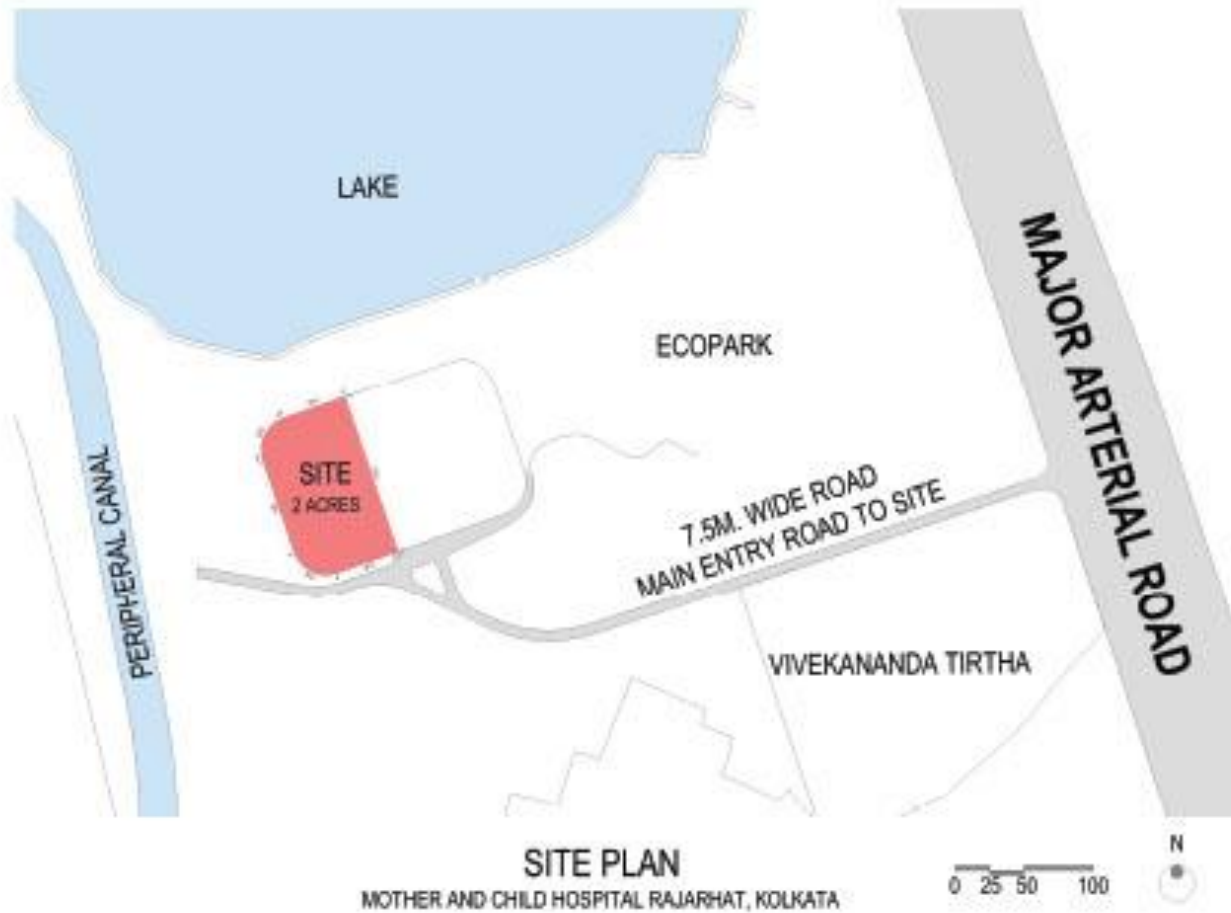 LAKE
ECOPARK
MAJOR ARTERIAL ROAD
SITE
2 ACRES
PERIPHERAL CANAL
7.5M. WIDE ROAD
MAIN ENTRY ROAD TO SITE
VIVEKANANDA TIRTHA
SITE PLAN
MOTHER AND CHILD HOSPITAL RAJARHAT, KOLKATA
0 25 50 100
N